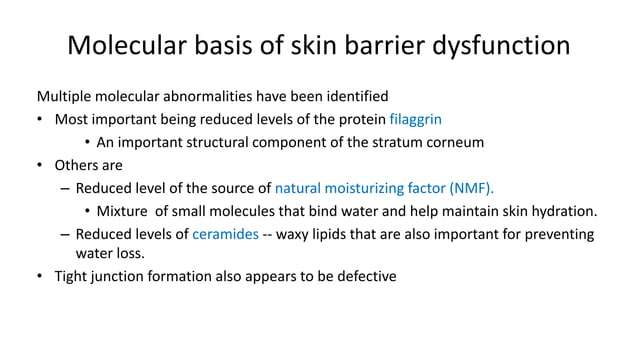 Molecular basis of skin barrier dysfunction
Multiple molecular abnormalities have been identified
• Most important being reduced levels of the protein filaggrin
• An important structural component of the stratum corneum
• Others are
– Reduced level of the source of natural moisturizing factor (NMF).
• Mixture of small molecules that bind water and help maintain skin hydration.
– Reduced levels of ceramides -- waxy lipids that are also important for preventing
water loss.
• Tight junction formation also appears to be defective